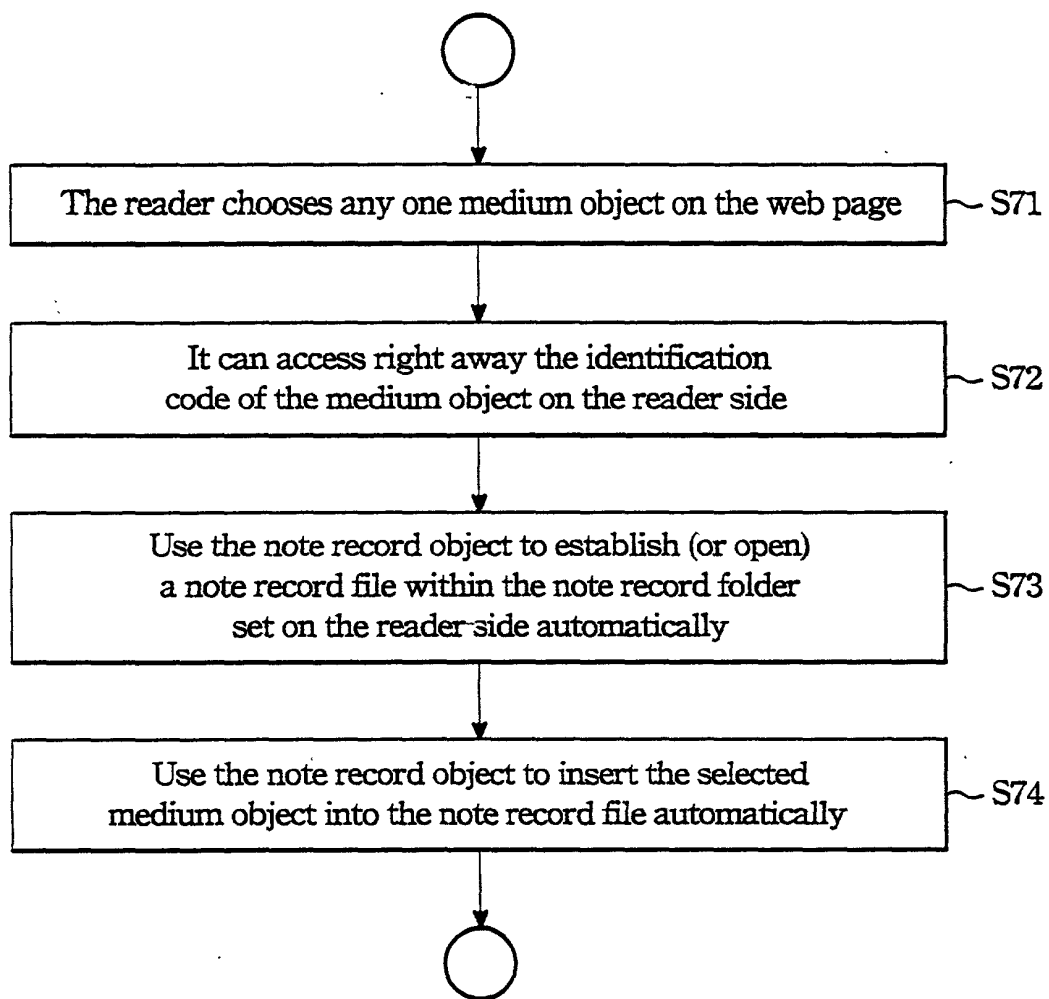 The reader chooses any one medium object on the web page
S71
It can access right away the identification
code of the medium object on the reader side
S72
Use the note record object to establish (or open)
a note record file within the note record folder
set on the reader side automatically
S73
Use the note record object to insert the selected
medium object into the note record file automatically
S74